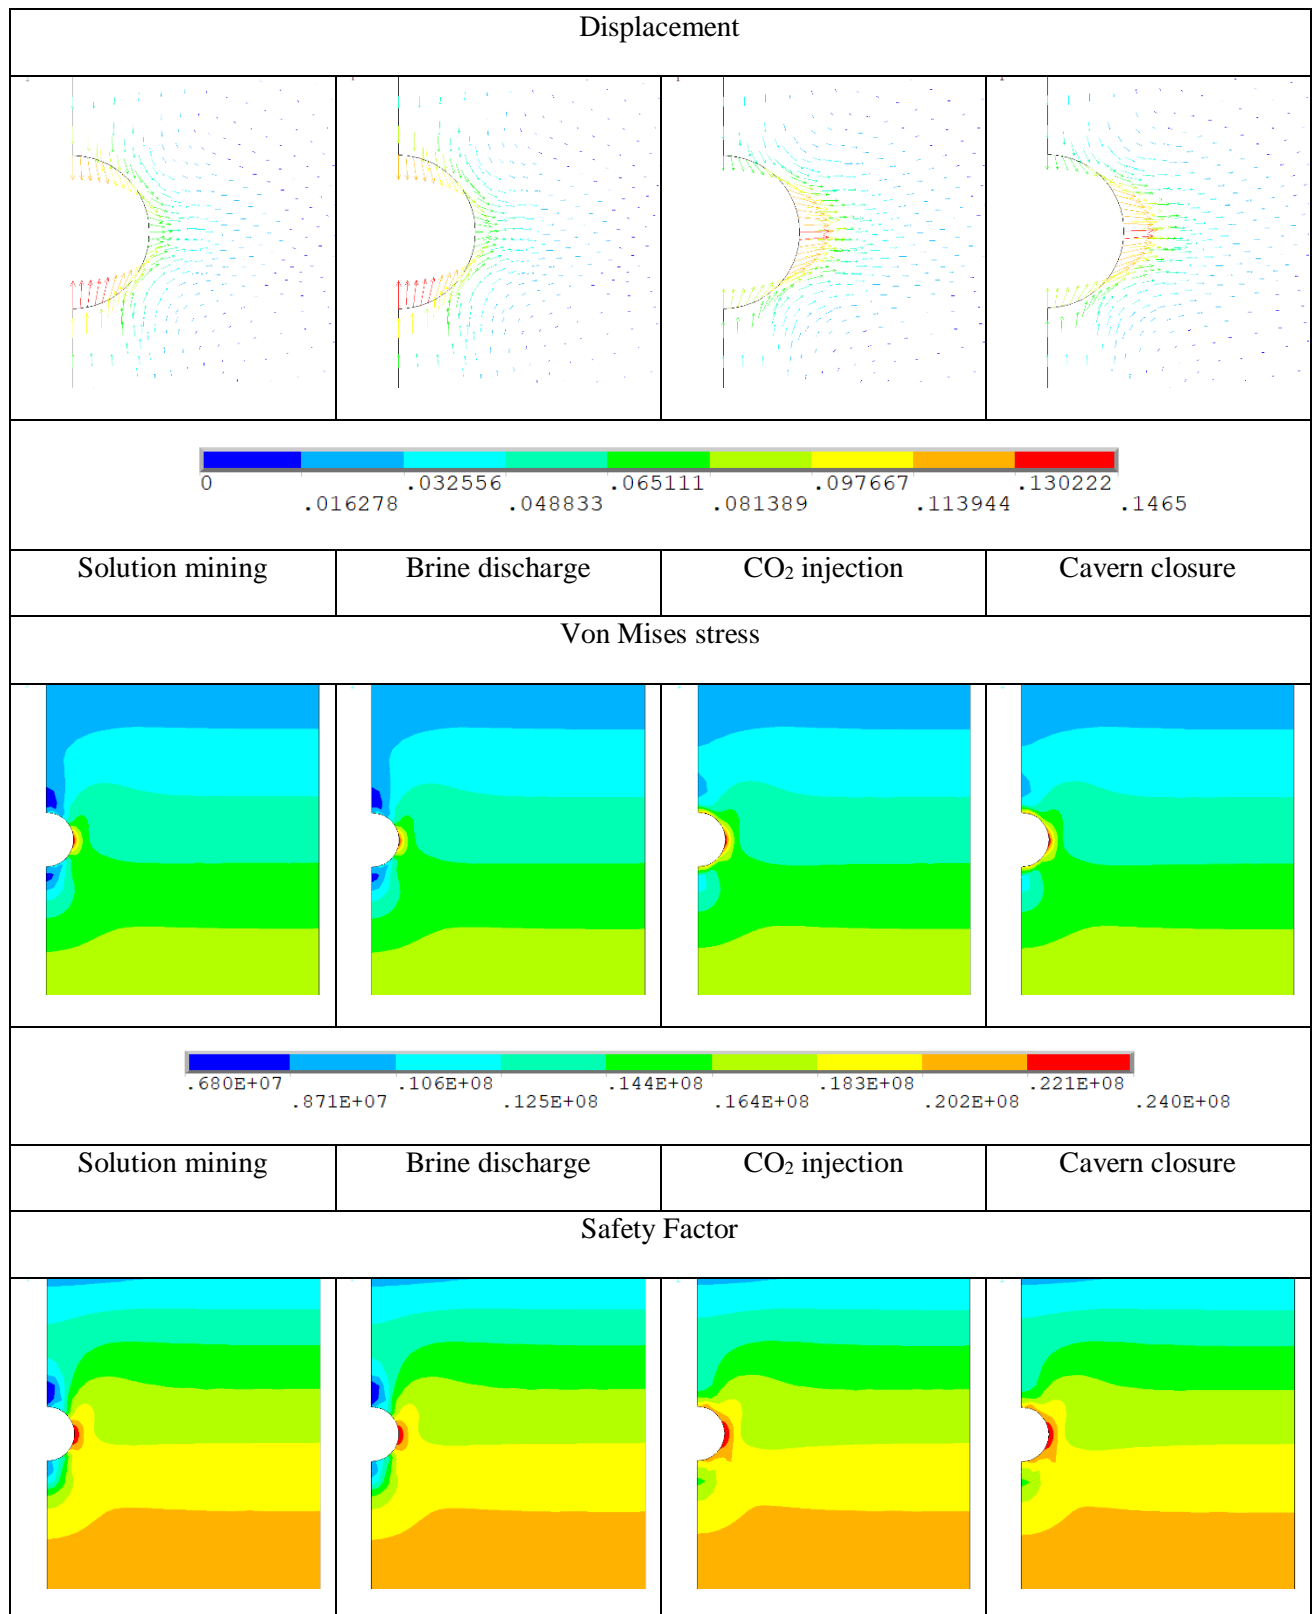 Displacement
0 .032556 .065111 .097667 .130222
.016278 .048833 .081389 .113944 .1465
Solution mining Brine discharge CO₂ injection Cavern closure
Von Mises stress
.680E+07 .106E+08 .144E+08 .183E+08 .221E+08
.871E+07 .125E+08 .164E+08 .202E+08 .240E+08
Solution mining Brine discharge CO₂ injection Cavern closure
Safety Factor